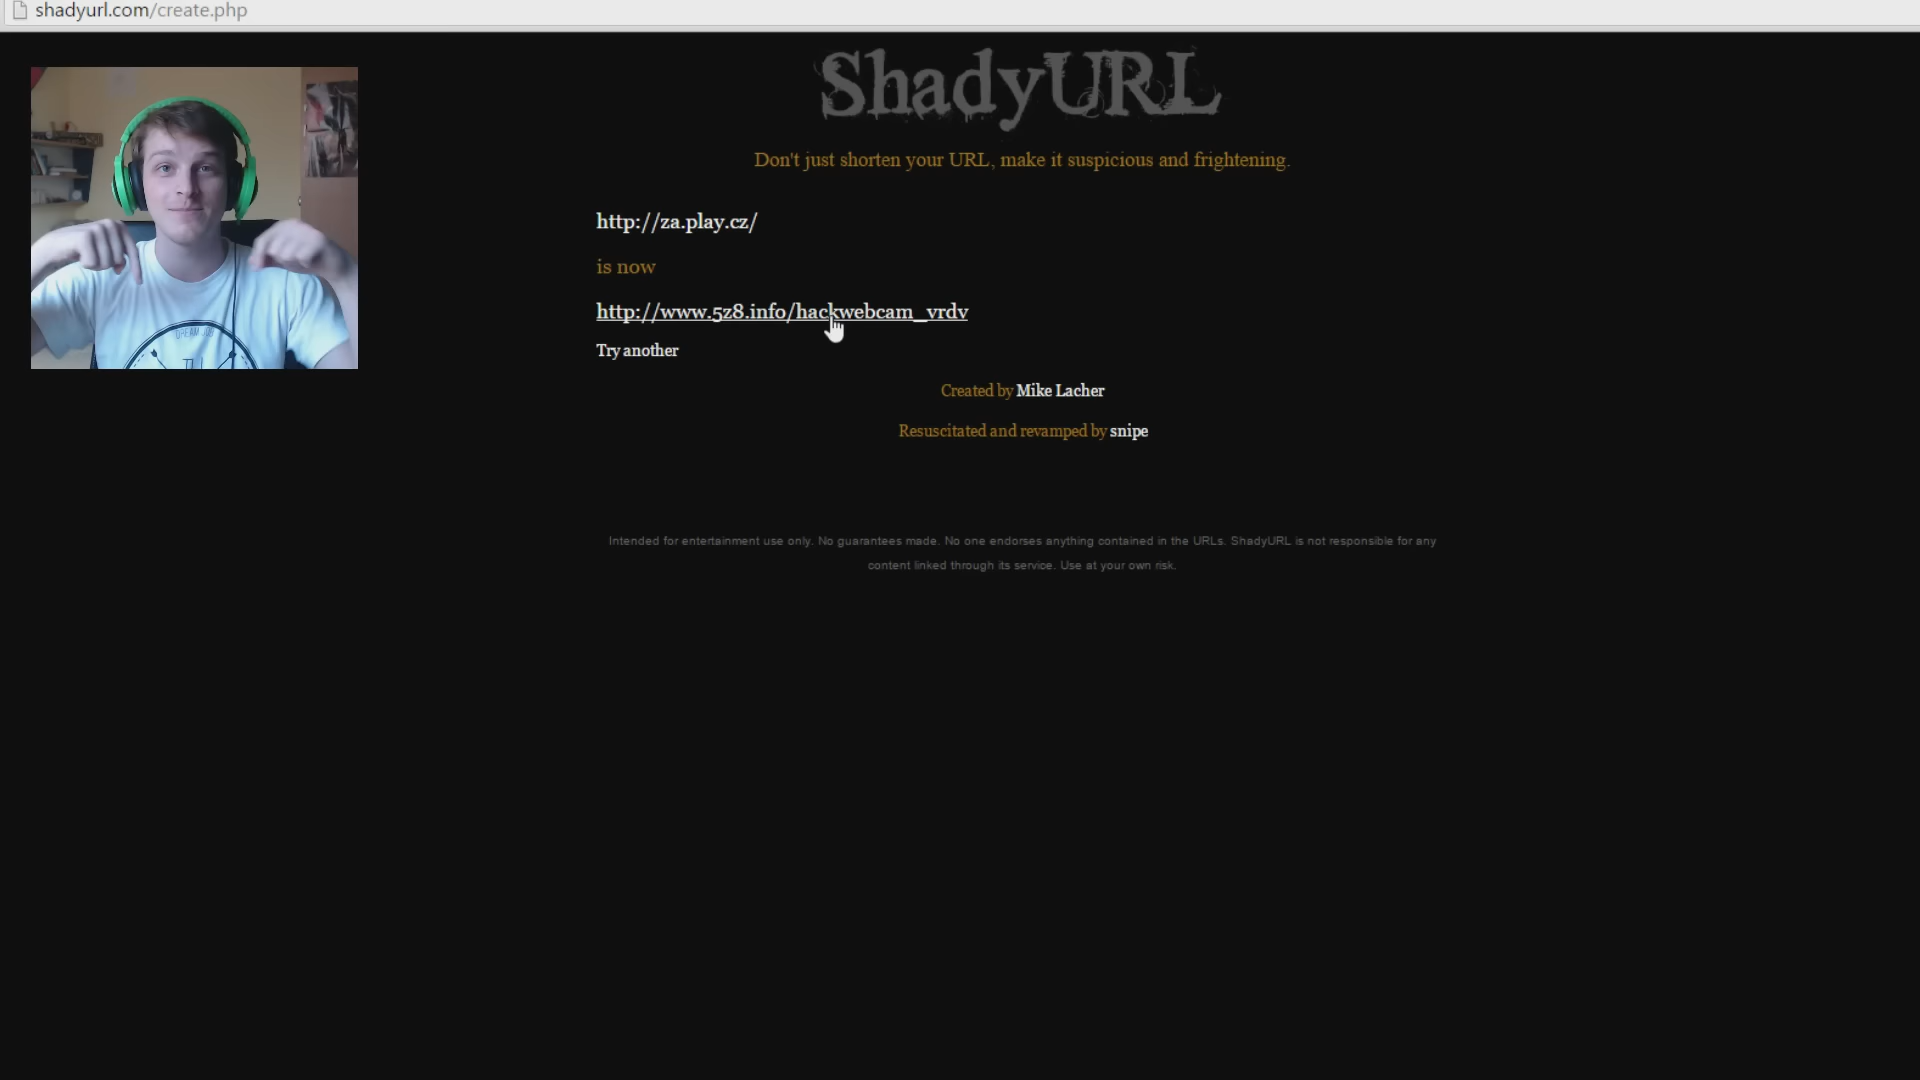 shadyurl.com/create.php
ShadyURL
Don't just shorten your URL, make it suspicious and frightening.
http://za.play.cz/
is now
http://www.5z8.info/hackwebcam_vrdv
Try another
Created by Mike Lacher
Resuscitated and revamped by snipe
Intended for entertainment use only. No guarantees made. No one endorses anything contained in the URLs. ShadyURL is not responsible for any
content linked through its service. Use at your own risk.
DREAM JOB